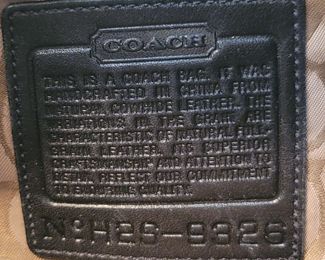 COACH
THIS IS A COACH BAG. IT WAS
HANDCRAFTED IN CHINA FROM
COWHIDE LEATHER. THE
VARIATIONS IN THE GRAIN ARE
CHARACTERISTIC OF NATURAL FULL-
GRAIN LEATHER. ITS SUPERIOR
CRAFTSMANSHIP AND ATTENTION TO
DETAIL REFLECT OUR COMMITMENT
TO ENDURING QUALITY.